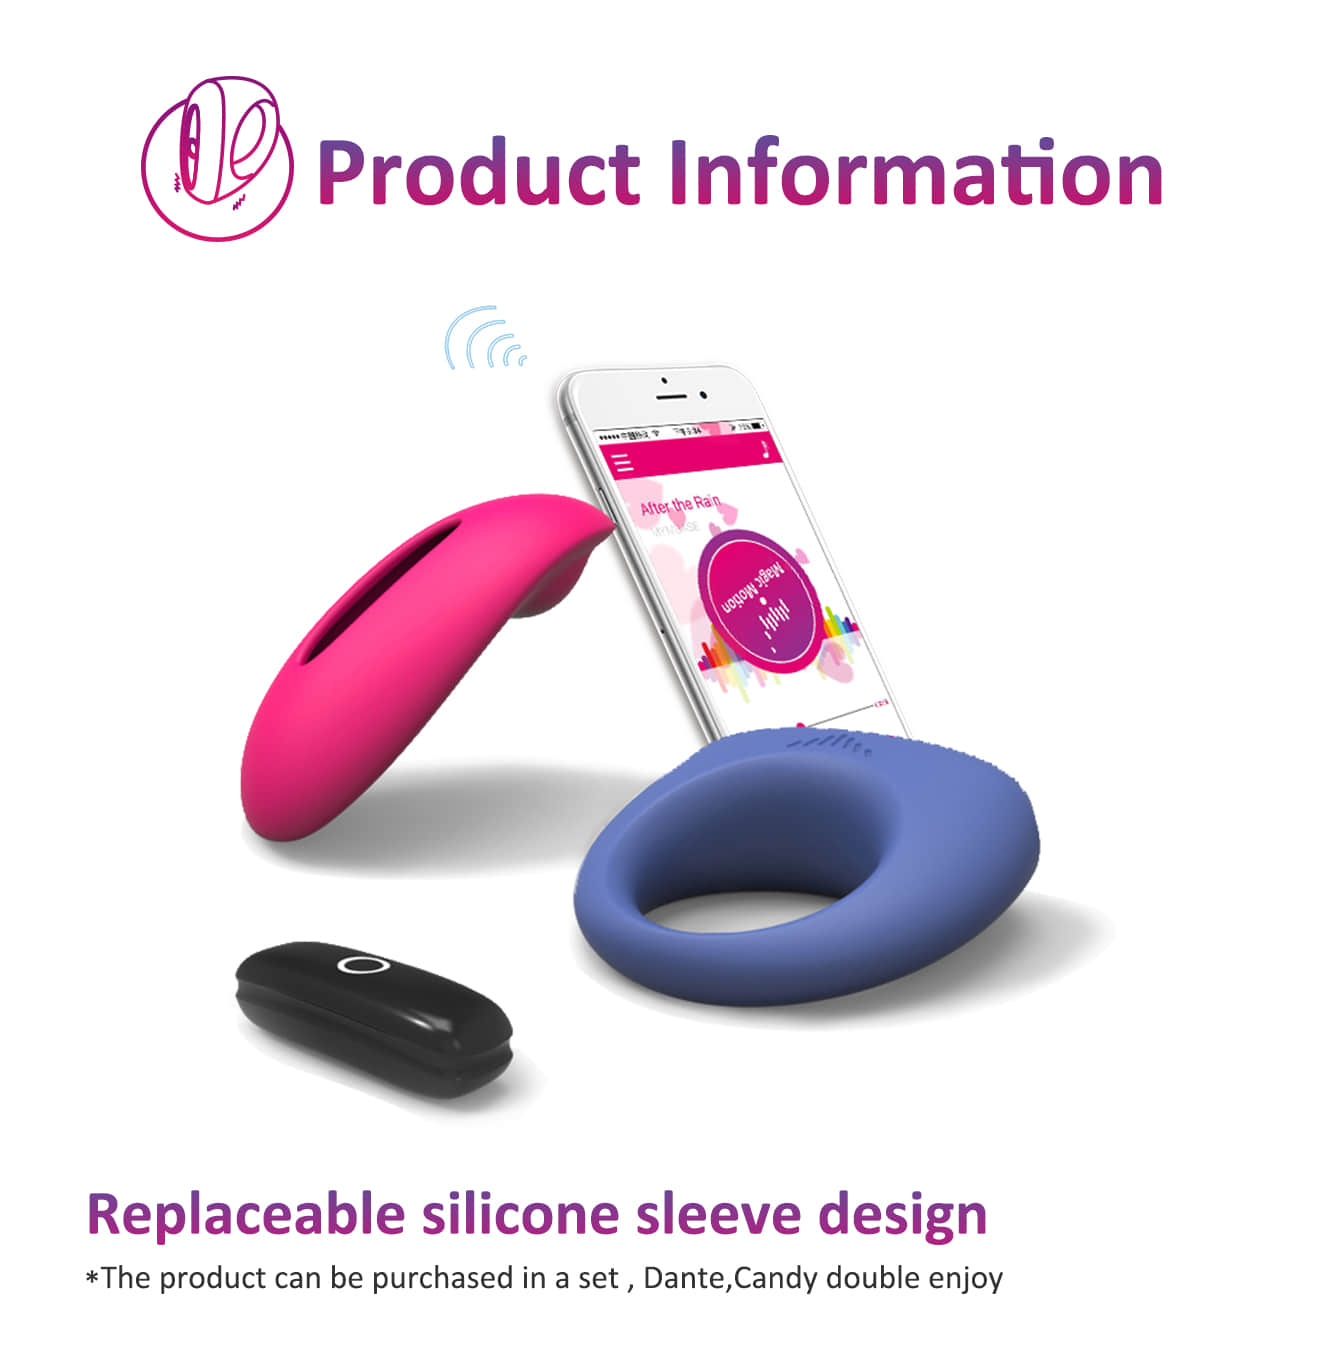 Product Information
After the Rain
Magic Motion
Replaceable silicone sleeve design
*The product can be purchased in a set , Dante,Candy double enjoy